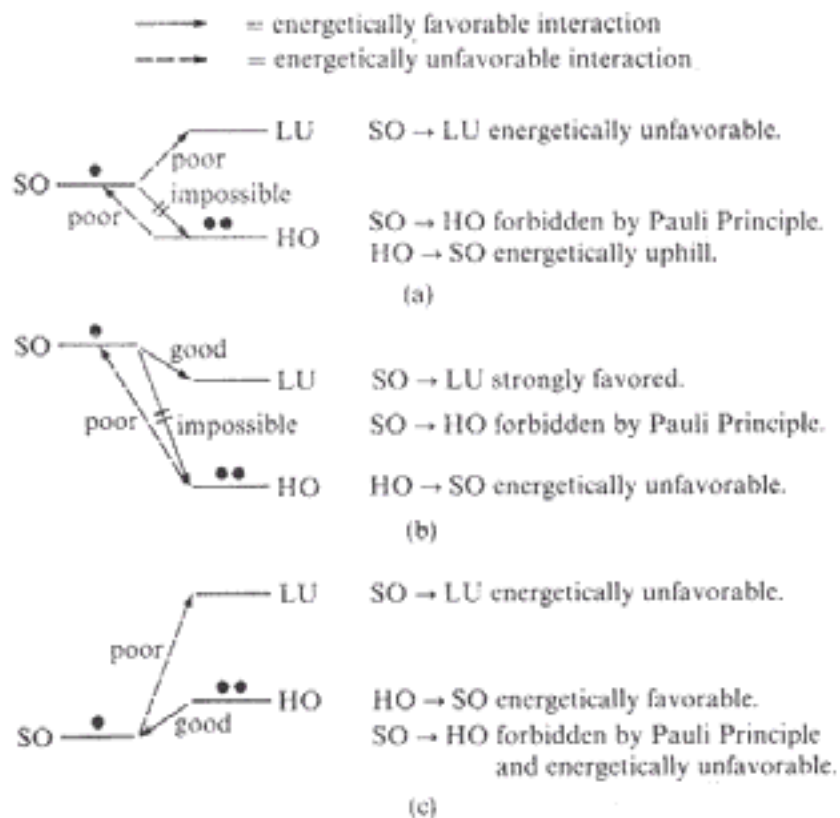 = energetically favorable interaction
= energetically unfavorable interaction
LU SO → LU energetically unfavorable.
poor
SO
impossible
poor
HO SO → HO forbidden by Pauli Principle.
HO → SO energetically uphill.
(a)
SO
good
LU SO → LU strongly favored.
poor impossible SO → HO forbidden by Pauli Principle.
HO HO → SO energetically unfavorable.
(b)
LU SO → LU energetically unfavorable.
poor
HO HO → SO energetically favorable.
SO good SO → HO forbidden by Pauli Principle
and energetically unfavorable.
(c)